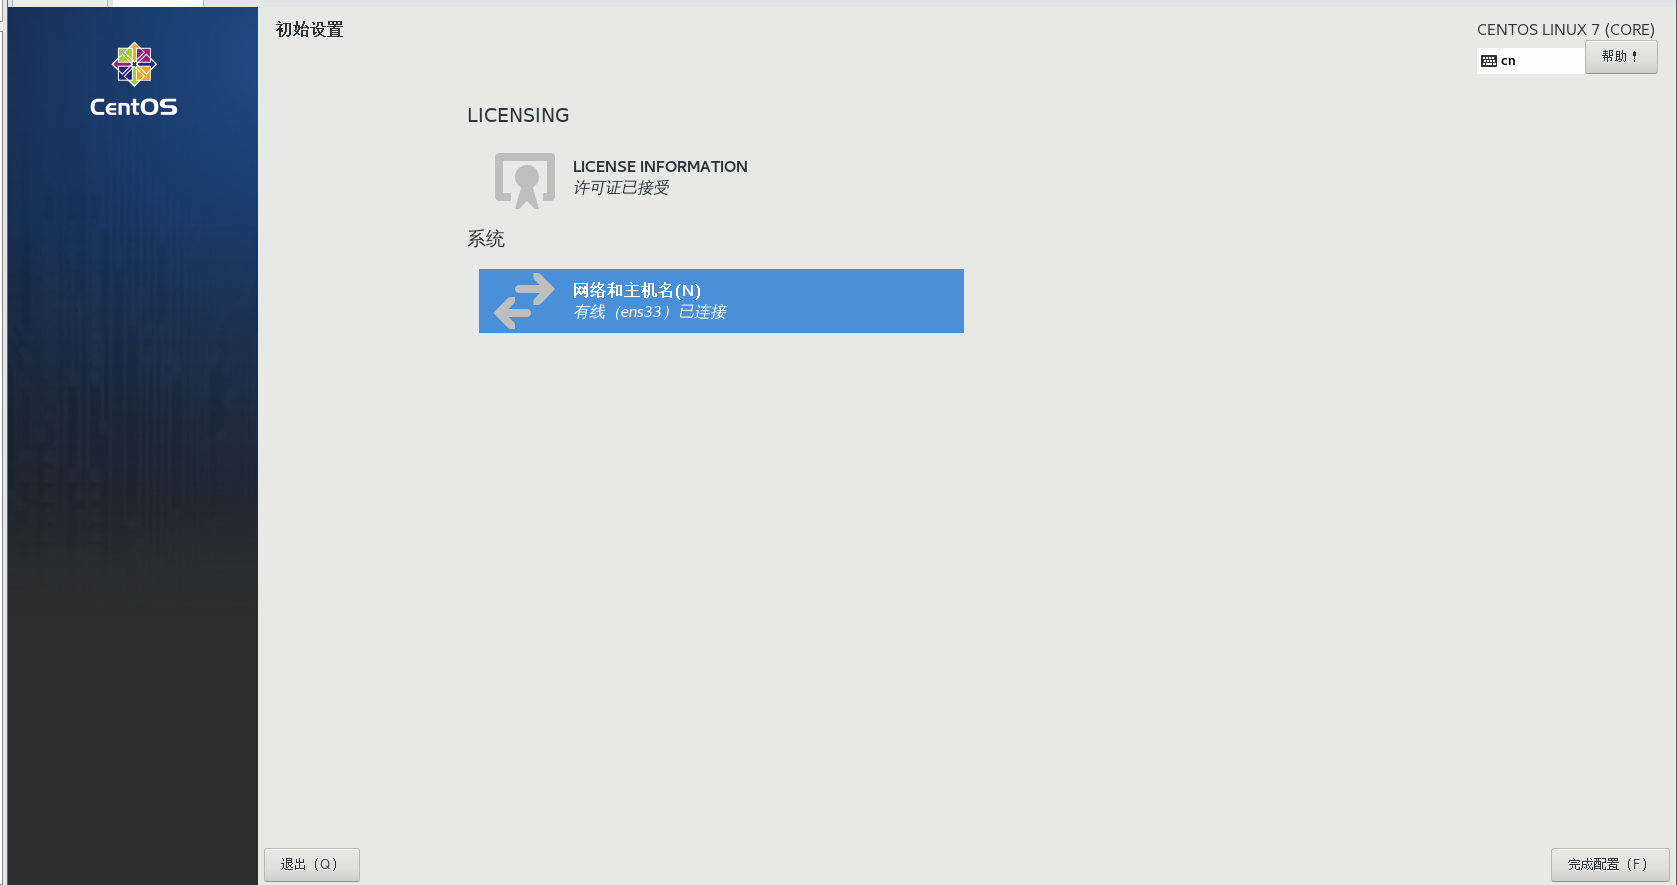 CentOS
初始设置
CENTOS LINUX 7 (CORE)
cn
帮助！
LICENSING
LICENSE INFORMATION
许可证已接受
系统
网络和主机名(N)
有线（ens33）已连接
退出（Q）
完成配置（F）